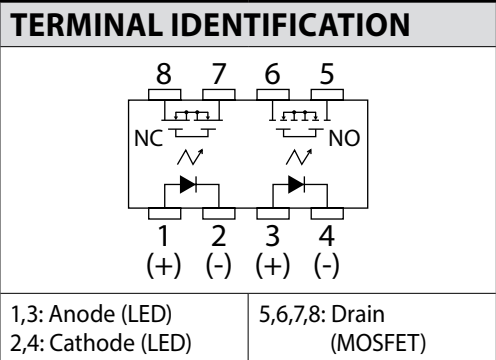 TERMINAL IDENTIFICATION
8 7 6 5
NC NO
1 2 3 4
(+) (-) (+) (-)
1,3: Anode (LED)
2,4: Cathode (LED)
5,6,7,8: Drain
(MOSFET)